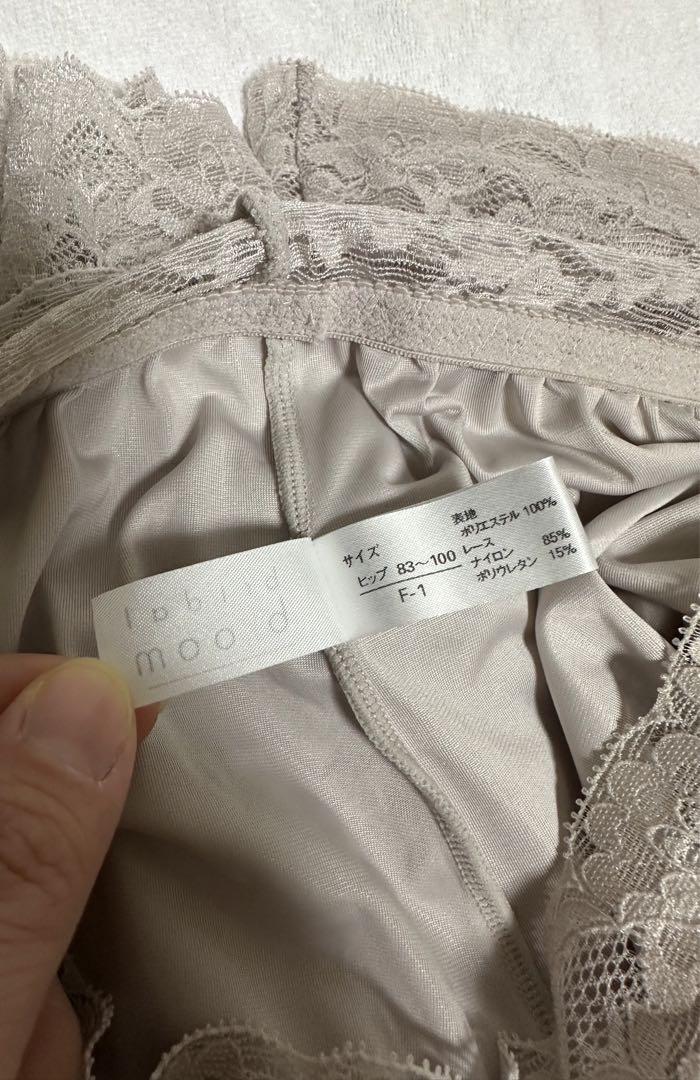 mood
サイズ
ヒップ 83〜100
F-1
表地
ポリエステル 100%
レース
ナイロン 85%
ポリウレタン 15%